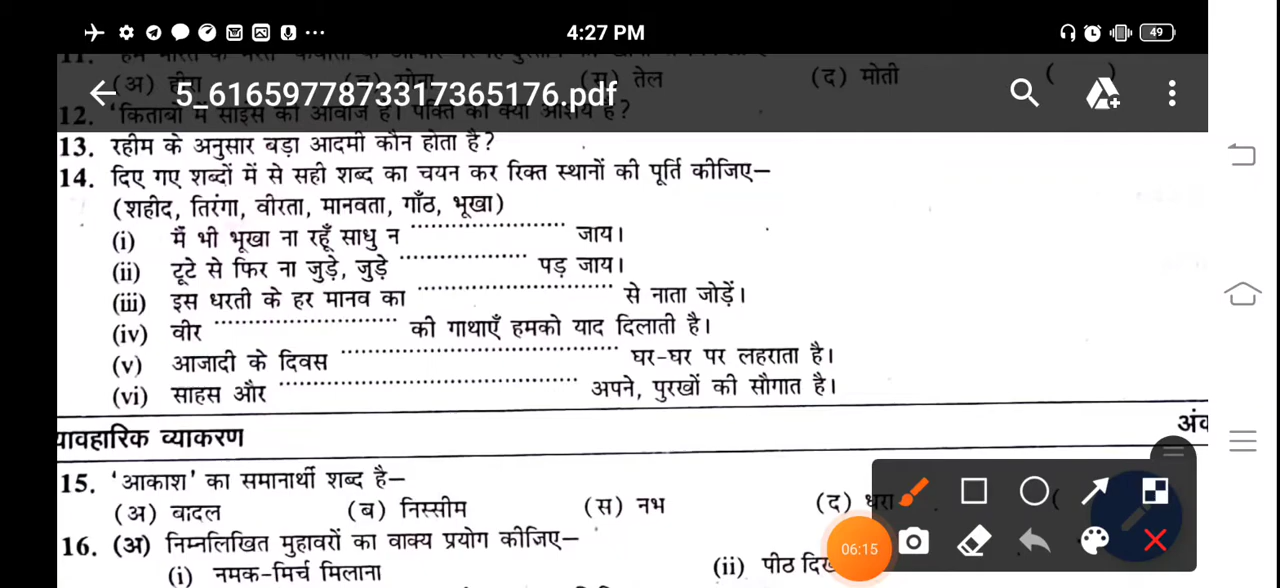 4:27 PM
49
11.
(अ) हीरा (स) तेल (द) मोती ( )
5_6165977873317365176.pdf
12. 'किताबों में साइंस की आवाज है। पंक्ति का क्या आशय है?
13. रहीम के अनुसार बड़ा आदमी कौन होता है?
14. दिए गए शब्दों में से सही शब्द का चयन कर रिक्त स्थानों की पूर्ति कीजिए–
(शहीद, तिरंगा, वीरता, मानवता, गाँठ, भूखा)
(i) मैं भी भूखा ना रहूँ साधु न ........................ जाय।
(ii) टूटे से फिर ना जुड़े, जुड़े .................... पड़ जाय।
(iii) इस धरती के हर मानव का .............................. से नाता जोड़ें।
(iv) वीर ............................ की गाथाएँ हमको याद दिलाती है।
(v) आजादी के दिवस .......................................... घर-घर पर लहराता है।
(vi) साहस और .............................................. अपने, पुरखों की सौगात है।
यावहारिक व्याकरण अंव
15. 'आकाश' का समानार्थी शब्द है–
(अ) बादल (ब) निस्सीम (स) नभ (द) धरा (
16. (अ) निम्नलिखित मुहावरों का वाक्य प्रयोग कीजिए–
(i) नमक-मिर्च मिलाना (ii) पीठ दिख
06:15